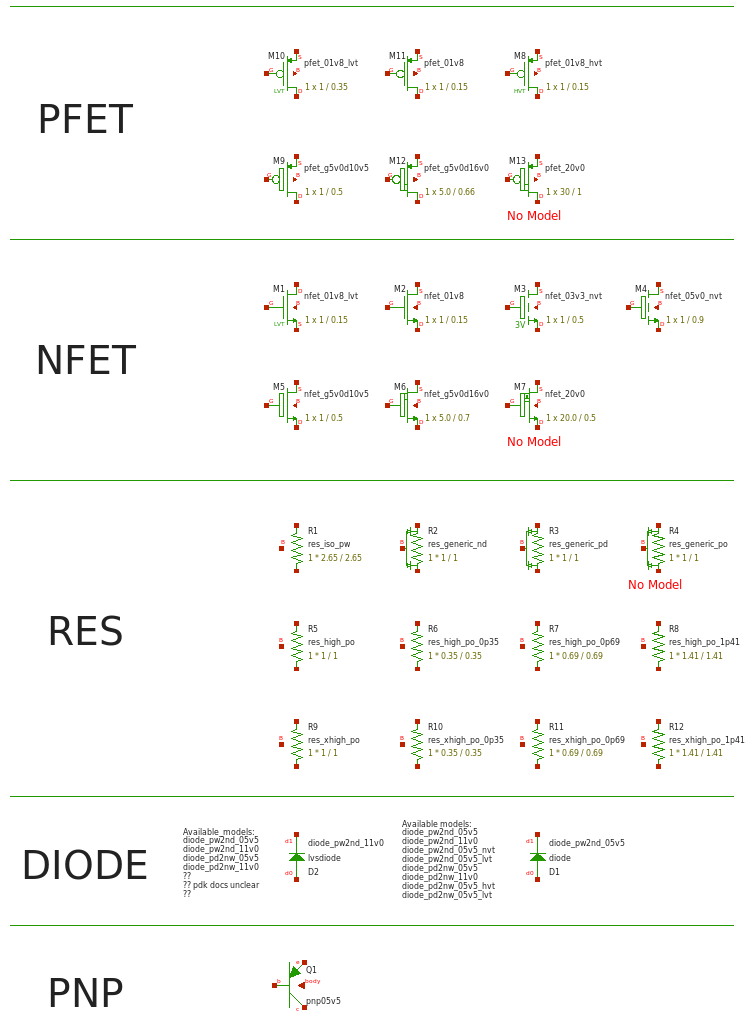 PFET
M10
pfet_01v8_lvt
S
G
B
LVT
D
1 x 1 / 0.35
M11
pfet_01v8
S
G
B
D
1 x 1 / 0.15
M8
pfet_01v8_hvt
S
G
B
HVT
D
1 x 1 / 0.15
M9
pfet_g5v0d10v5
S
G
B
D
1 x 1 / 0.5
M12
pfet_g5v0d16v0
S
G
B
D
1 x 5.0 / 0.66
M13
pfet_20v0
S
G
B
D
1 x 30 / 1
No Model
NFET
M1
nfet_01v8_lvt
D
G
B
LVT
S
1 x 1 / 0.15
M2
nfet_01v8
S
G
B
D
1 x 1 / 0.15
M3
nfet_03v3_nvt
S
G
B
3V
D
1 x 1 / 0.5
M4
nfet_05v0_nvt
S
G
B
D
1 x 1 / 0.9
M5
nfet_g5v0d10v5
S
G
B
D
1 x 1 / 0.5
M6
nfet_g5v0d16v0
S
G
B
D
1 x 5.0 / 0.7
M7
nfet_20v0
S
G
B
D
1 x 20.0 / 0.5
No Model
RES
R1
B
res_iso_pw
1 * 2.65 / 2.65
R2
B
res_generic_nd
1 * 1 / 1
R3
B
res_generic_pd
1 * 1 / 1
R4
B
res_generic_po
1 * 1 / 1
No Model
R5
B
res_high_po
1 * 1 / 1
R6
B
res_high_po_0p35
1 * 0.35 / 0.35
R7
B
res_high_po_0p69
1 * 0.69 / 0.69
R8
B
res_high_po_1p41
1 * 1.41 / 1.41
R9
B
res_xhigh_po
1 * 1 / 1
R10
B
res_xhigh_po_0p35
1 * 0.35 / 0.35
R11
B
res_xhigh_po_0p69
1 * 0.69 / 0.69
R12
B
res_xhigh_po_1p41
1 * 1.41 / 1.41
DIODE
Available_models:
diode_pw2nd_05v5
diode_pw2nd_11v0
diode_pd2nw_05v5
diode_pd2nw_11v0
??
?? pdk docs unclear
??
d1
diode_pw2nd_11v0
lvsdiode
d0
D2
Available models:
diode_pw2nd_05v5
diode_pw2nd_11v0
diode_pw2nd_05v5_nvt
diode_pw2nd_05v5_lvt
diode_pd2nw_05v5
diode_pd2nw_11v0
diode_pd2nw_05v5_hvt
diode_pd2nw_05v5_lvt
d1
diode_pw2nd_05v5
diode
d0
D1
PNP
e
Q1
b
body
pnp05v5
c